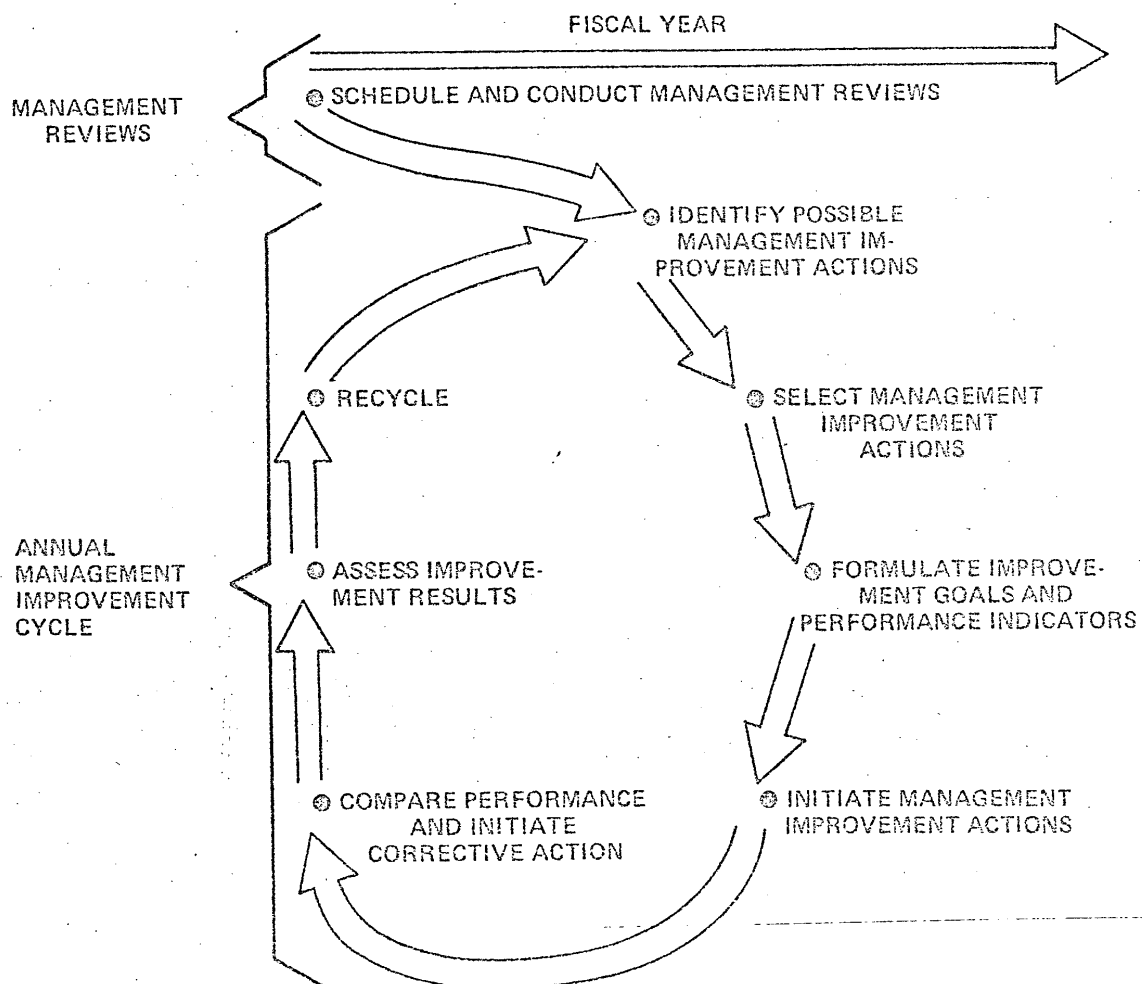 FISCAL YEAR
MANAGEMENT
REVIEWS
SCHEDULE AND CONDUCT MANAGEMENT REVIEWS
IDENTIFY POSSIBLE
MANAGEMENT IM-
PROVEMENT ACTIONS
RECYCLE
SELECT MANAGEMENT
IMPROVEMENT
ACTIONS
ANNUAL
MANAGEMENT
IMPROVEMENT
CYCLE
ASSESS IMPROVE-
MENT RESULTS
FORMULATE IMPROVE-
MENT GOALS AND
PERFORMANCE INDICATORS
COMPARE PERFORMANCE
AND INITIATE
CORRECTIVE ACTION
INITIATE MANAGEMENT
IMPROVEMENT ACTIONS